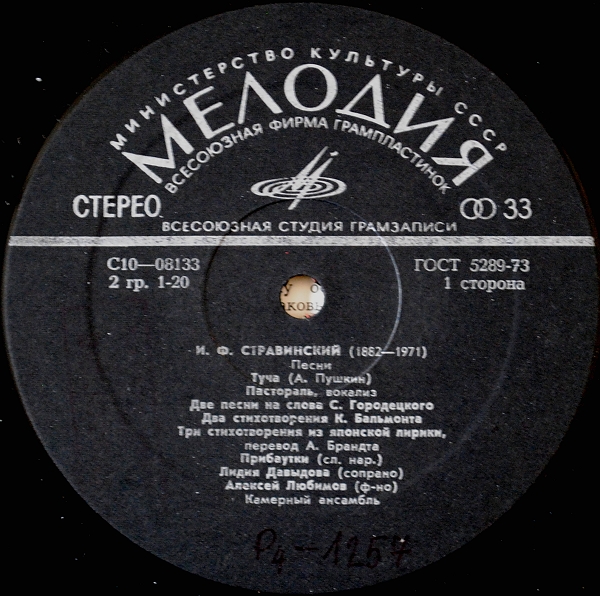 МИНИСТЕРСТВО КУЛЬТУРЫ СССР
МЕЛОДИЯ
ВСЕСОЮЗНАЯ ФИРМА ГРАМПЛАСТИНОК
СТЕРЕО
33
ВСЕСОЮЗНАЯ СТУДИЯ ГРАМЗАПИСИ
С10—08133
ГОСТ 5289-73
2 гр. 1-20
1 сторона
И. Ф. СТРАВИНСКИЙ (1882—1971)
Песни
Туча (А. Пушкин)
Пастораль, вокализ
Две песни на слова С. Городецкого
Два стихотворения К. Бальмонта
Три стихотворения из японской лирики,
перевод А. Брандта
Прибаутки (сл. нар.)
Лидия Давыдова (сопрано)
Алексей Любимов (ф-но)
Камерный ансамбль
P4-1257